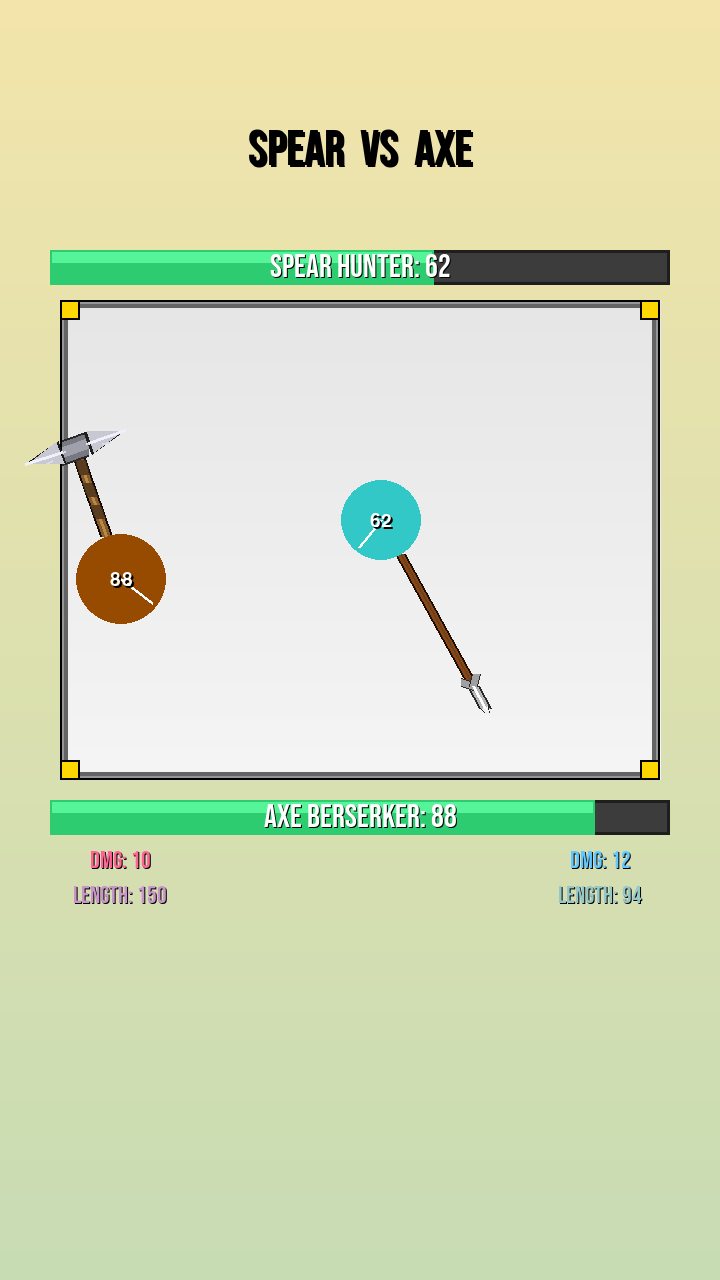 SPEAR VS AXE
SPEAR HUNTER: 62
62
88
AXE BERSERKER: 88
DMG: 10
DMG: 12
LENGTH: 150
LENGTH: 94